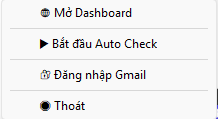 Mở Dashboard
Bắt đầu Auto Check
Đăng nhập Gmail
Thoát